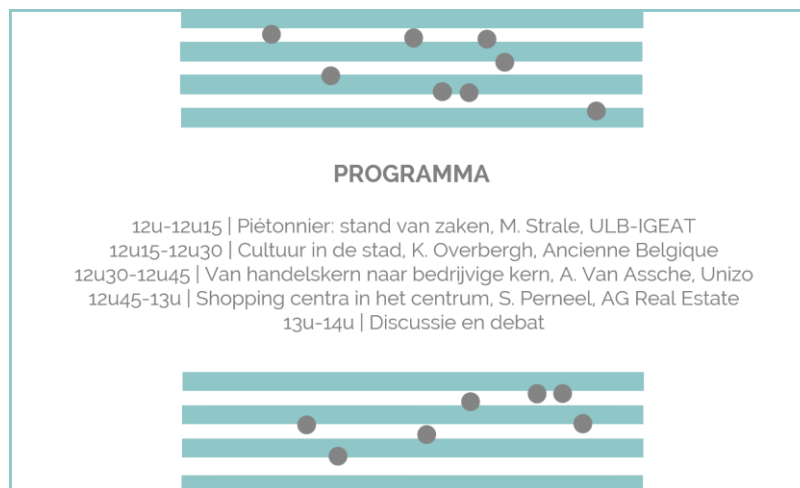 PROGRAMMA
12u-12u15 | Piétonnier: stand van zaken, M. Strale, ULB-IGEAT
12u15-12u30 | Cultuur in de stad, K. Overbergh, Ancienne Belgique
12u30-12u45 | Van handelskern naar bedrijvige kern, A. Van Assche, Unizo
12u45-13u | Shopping centra in het centrum, S. Perneel, AG Real Estate
13u-14u | Discussie en debat